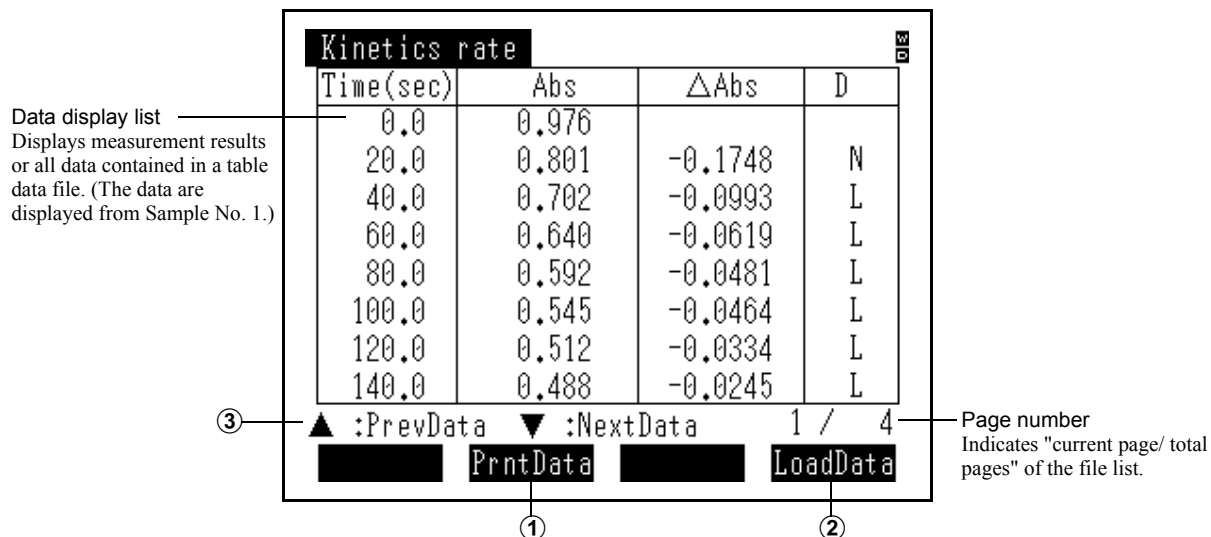 Kinetics rate
W
D
Time(sec) Abs △Abs D
0.0 0.976
20.0 0.801 -0.1748 N
40.0 0.702 -0.0993 L
60.0 0.640 -0.0619 L
80.0 0.592 -0.0481 L
100.0 0.545 -0.0464 L
120.0 0.512 -0.0334 L
140.0 0.488 -0.0245 L
▲ :PrevData ▼ :NextData 1 / 4
PrntData LoadData
Data display list
Displays measurement results
or all data contained in a table
data file. (The data are
displayed from Sample No. 1.)
③
Page number
Indicates "current page/ total
pages" of the file list.
① ②